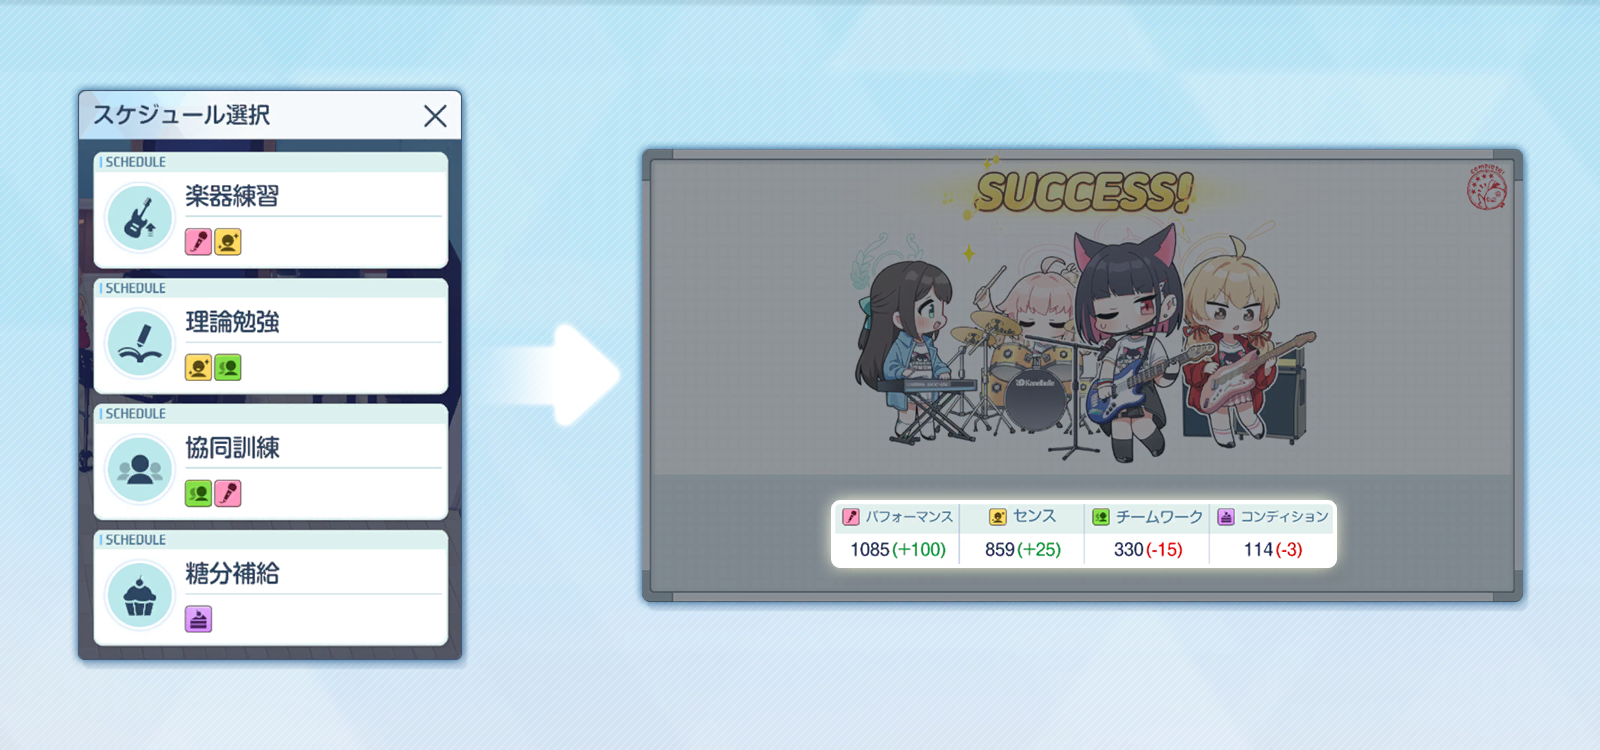 スケジュール選択
SCHEDULE
楽器練習
SCHEDULE
理論勉強
SCHEDULE
協同訓練
SCHEDULE
糖分補給
SUCCESS!
パフォーマンス
センス
チームワーク
コンディション
1085(+100)
859(+25)
330(-15)
114(-3)